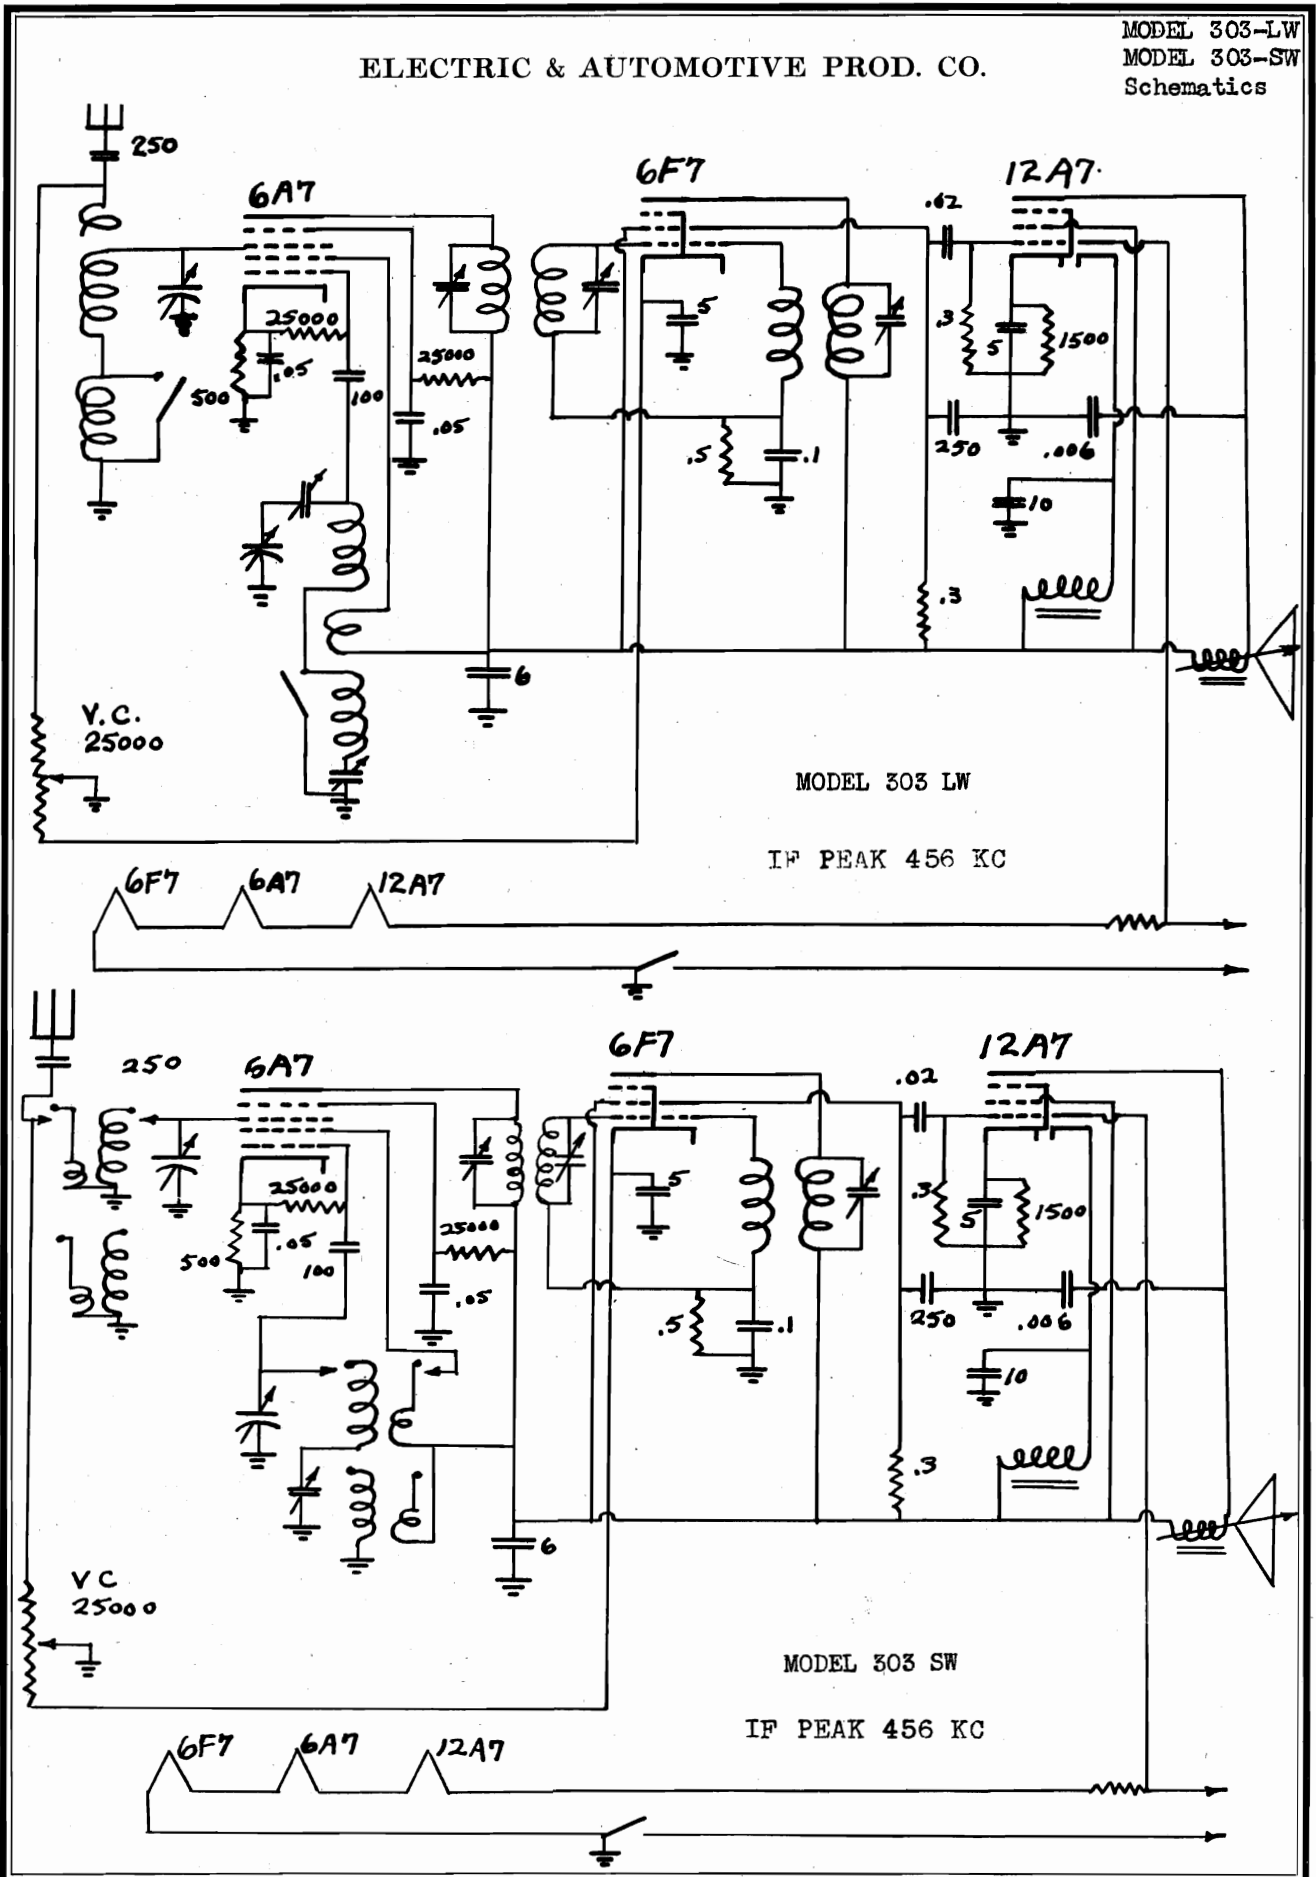 MODEL 303-LW
MODEL 303-SW
Schematics
ELECTRIC & AUTOMOTIVE PROD. CO.
250
6A7
6F7
12A7
.02
25000
.05
500
100
25000
.05
5
.3
5
1500
250
.006
.5
.1
10
.3
6
V.C.
25000
MODEL 303 LW
IF PEAK 456 KC
6F7
6A7
12A7
250
6A7
6F7
12A7
.02
25000
.05
500
100
25000
.05
5
.3
5
1500
250
.006
.5
.1
10
.3
6
VC
25000
MODEL 303 SW
IF PEAK 456 KC
6F7
6A7
12A7